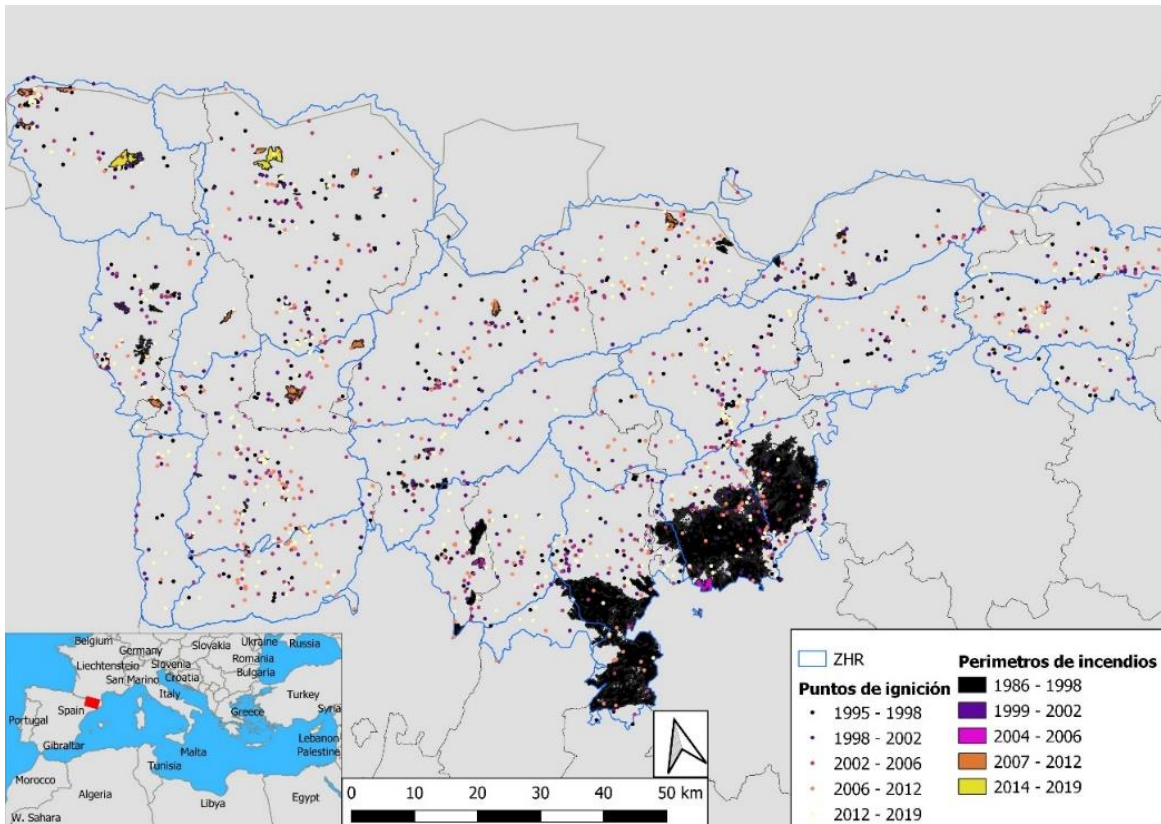 Belgium
Germany
Slovakia
Ukraine
Russia
Liechtenstein
Slovenia
Romania
San Marino
Croatia
Bulgaria
Italy
Turkey
Portugal
Spain
Greece
Syria
Gibraltar
Malta
Lebanon
Tunisia
Palestine
Morocco
Algeria
Libya
Egypt
W. Sahara
0 10 20 30 40 50 km
ZHR
Puntos de ignición
1995 - 1998
1998 - 2002
2002 - 2006
2006 - 2012
2012 - 2019
Perimetros de incendios
1986 - 1998
1999 - 2002
2004 - 2006
2007 - 2012
2014 - 2019